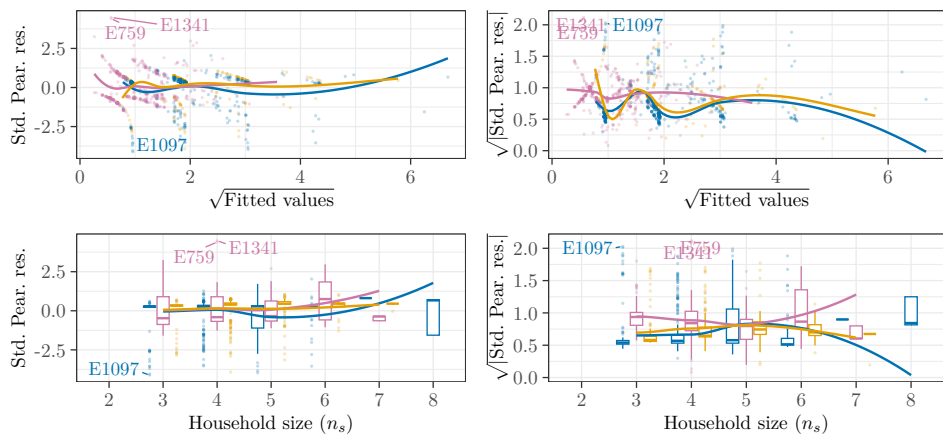 Std. Pear. res.
2.5
0.0
-2.5
E759
E1341
E1097
0
2
4
6
√Fitted values
√|Std. Pear. res.|
2.0
1.5
1.0
0.5
0.0
E1341
E759
E1097
0
2
4
6
√Fitted values
Std. Pear. res.
2.5
0.0
-2.5
E759
E1341
E1097
2
3
4
5
6
7
8
Household size (nₛ)
√|Std. Pear. res.|
2.0
1.5
1.0
0.5
0.0
E1097
E759
E1341
2
3
4
5
6
7
8
Household size (nₛ)